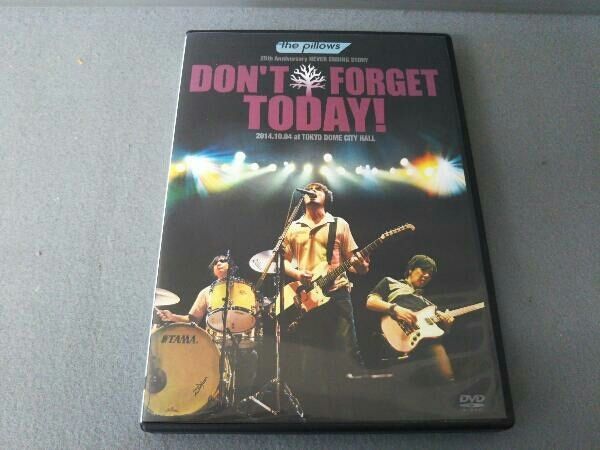 the pillows
25th Anniversary NEVER ENDING STORY
DON'T FORGET
TODAY!
2014.10.04 at TOKYO DOME CITY HALL
TAMA
DVD